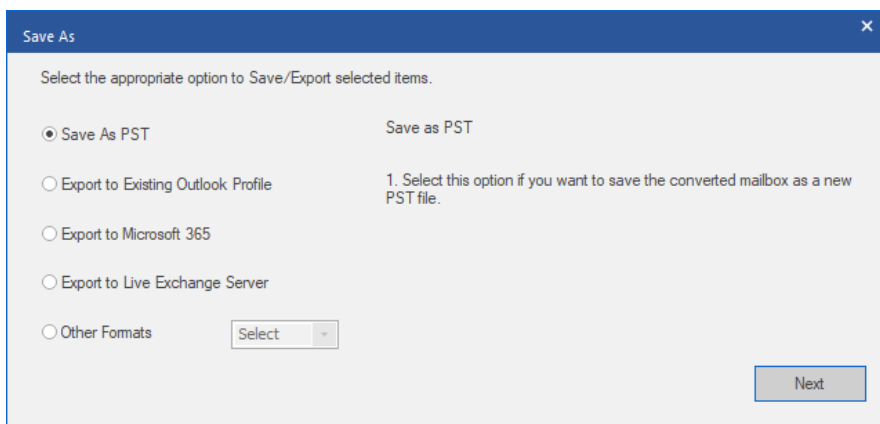 Save As
Select the appropriate option to Save/Export selected items.
Save As PST
Save as PST
Export to Existing Outlook Profile
1. Select this option if you want to save the converted mailbox as a new
PST file.
Export to Microsoft 365
Export to Live Exchange Server
Other Formats
Select
Next